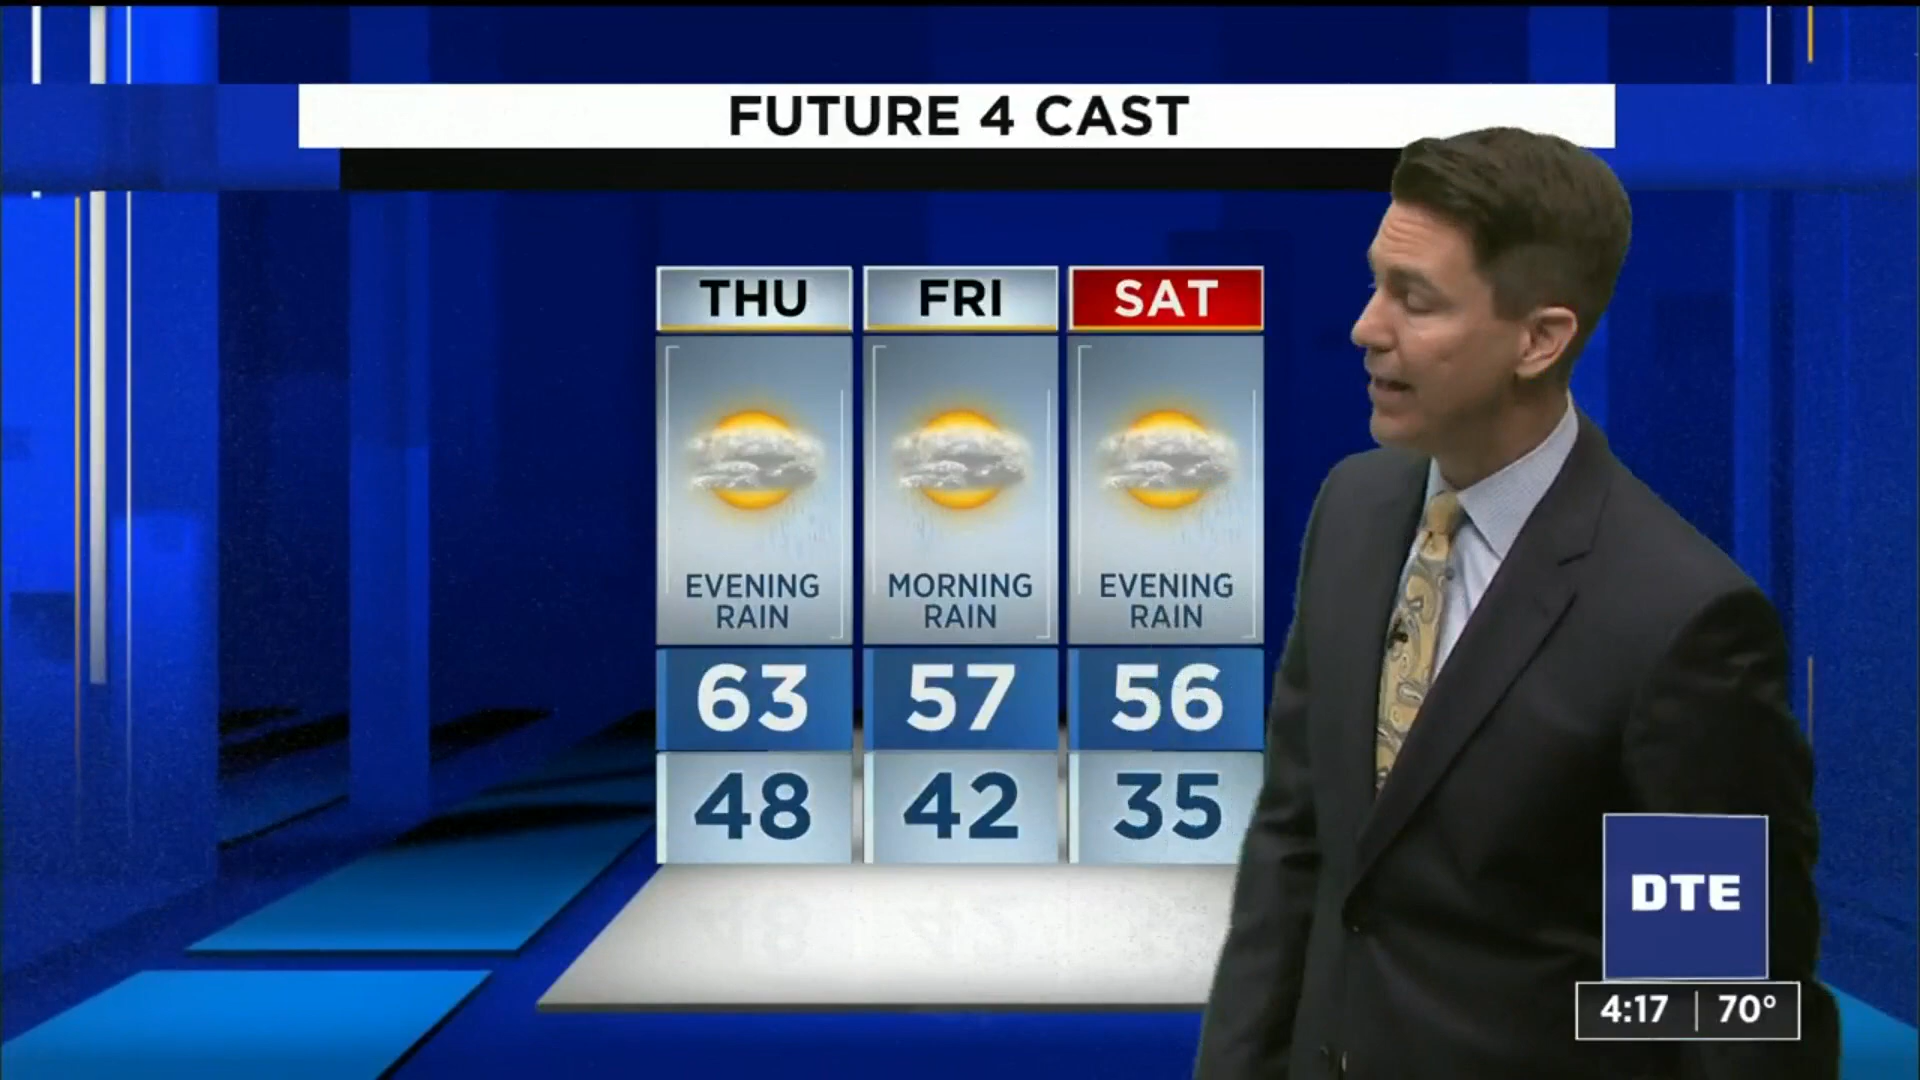 FUTURE 4 CAST
THU FRI SAT
EVENING RAIN
MORNING RAIN
EVENING RAIN
63 57 56
48 42 35
DTE
4:17 70°